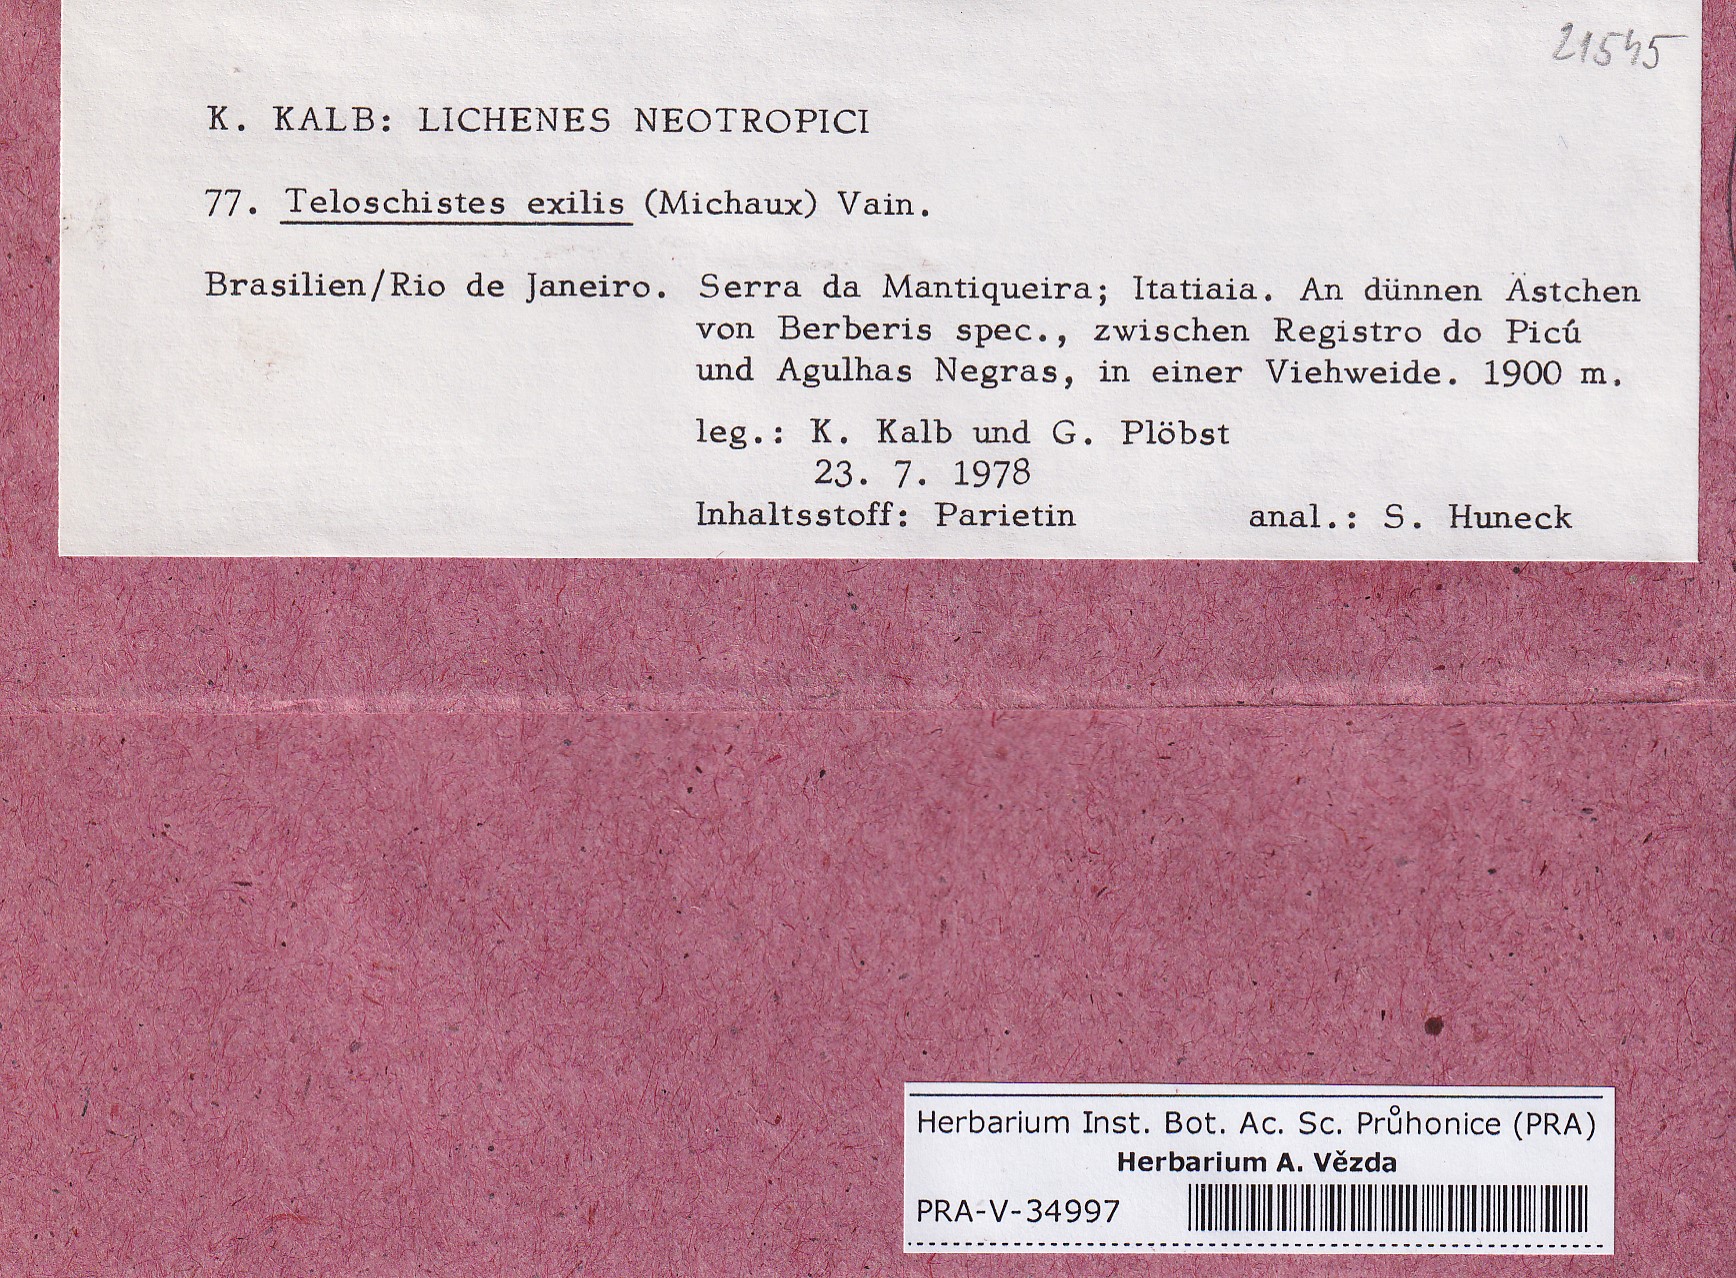 21545
K. KALB: LICHENES NEOTROPICI
77. Teloschistes exilis (Michaux) Vain.
Brasilien/Rio de Janeiro. Serra da Mantiqueira; Itatiaia. An dünnen Ästchen
von Berberis spec., zwischen Registro do Picú
und Agulhas Negras, in einer Viehweide. 1900 m.
leg.: K. Kalb und G. Plöbst
23. 7. 1978
Inhaltsstoff: Parietin anal.: S. Huneck
Herbarium Inst. Bot. Ac. Sc. Průhonice (PRA)
Herbarium A. Vězda
PRA-V-34997